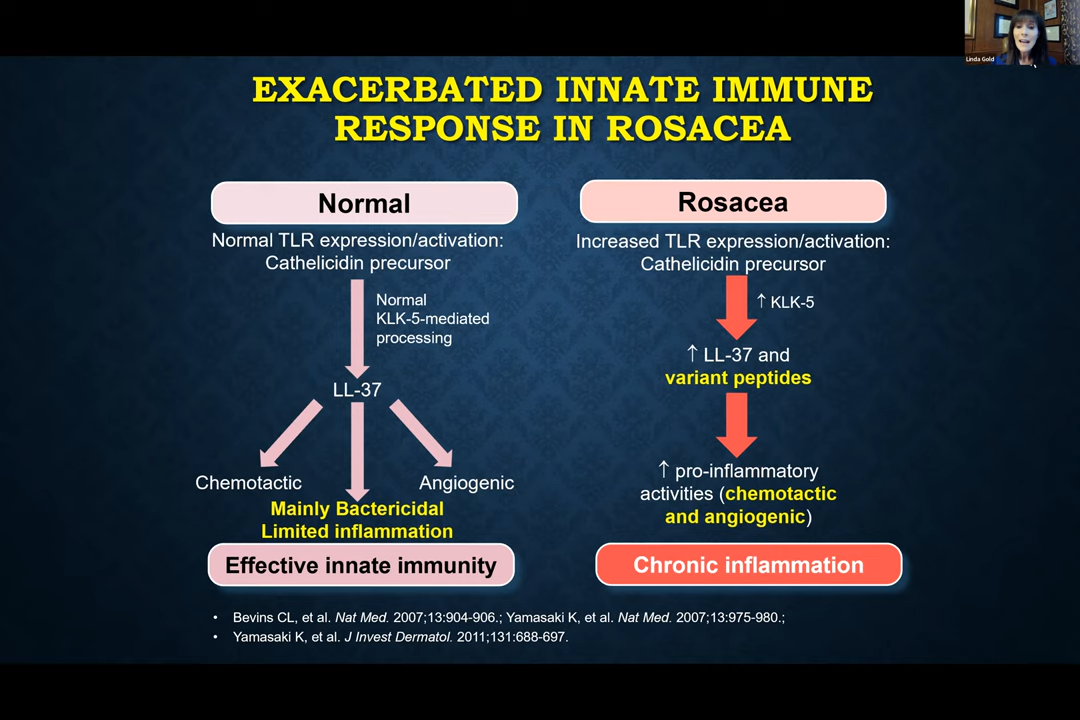 Linda Gold
EXACERBATED INNATE IMMUNE
RESPONSE IN ROSACEA
Normal
Normal TLR expression/activation:
Cathelicidin precursor
Normal
KLK-5-mediated
processing
LL-37
Chemotactic
Angiogenic
Mainly Bactericidal
Limited inflammation
Effective innate immunity
Rosacea
Increased TLR expression/activation:
Cathelicidin precursor
↑ KLK-5
↑ LL-37 and
variant peptides
↑ pro-inflammatory
activities (chemotactic
and angiogenic)
Chronic inflammation
• Bevins CL, et al. Nat Med. 2007;13:904-906.; Yamasaki K, et al. Nat Med. 2007;13:975-980.;
• Yamasaki K, et al. J Invest Dermatol. 2011;131:688-697.